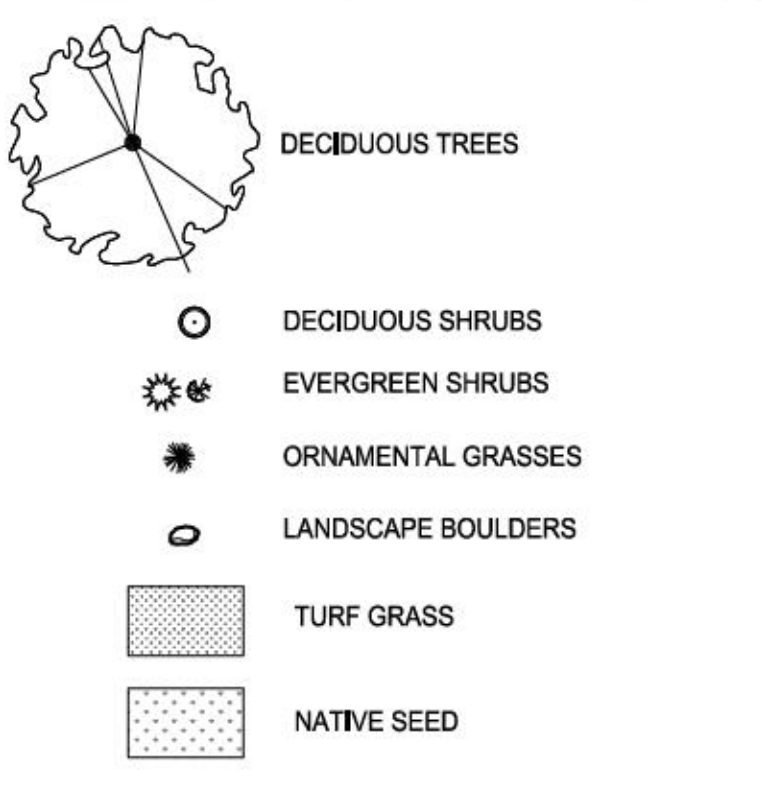 DECIDUOUS TREES
DECIDUOUS SHRUBS
EVERGREEN SHRUBS
ORNAMENTAL GRASSES
LANDSCAPE BOULDERS
TURF GRASS
NATIVE SEED